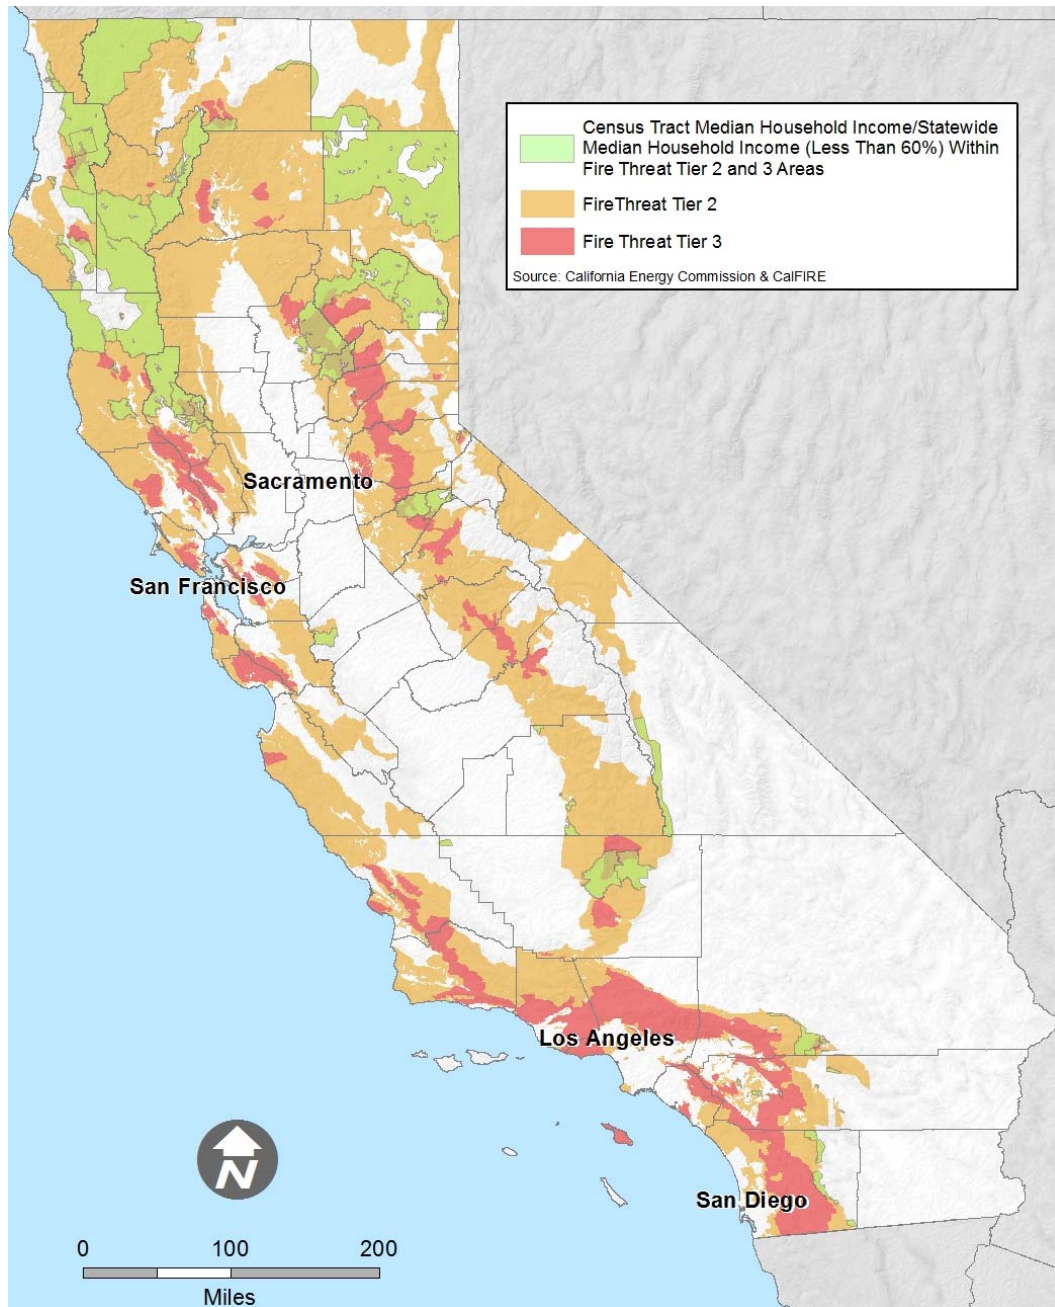 Census Tract Median Household Income/Statewide
Median Household Income (Less Than 60%) Within
Fire Threat Tier 2 and 3 Areas
FireThreat Tier 2
Fire Threat Tier 3
Source: California Energy Commission & CalFIRE
Sacramento
San Francisco
Los Angeles
San Diego
N
0 100 200
Miles